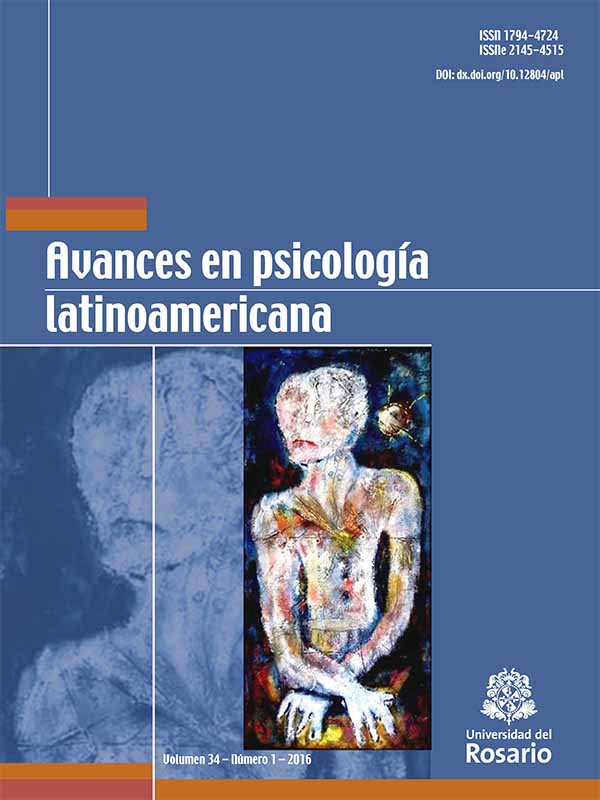 ISSN 1794-4724
ISSNe 2145-4515
DOI: dx.doi.org/10.12804/apl
Avances en psicología
latinoamericana
Volumen 34 – Número 1 – 2016
Universidad del
Rosario